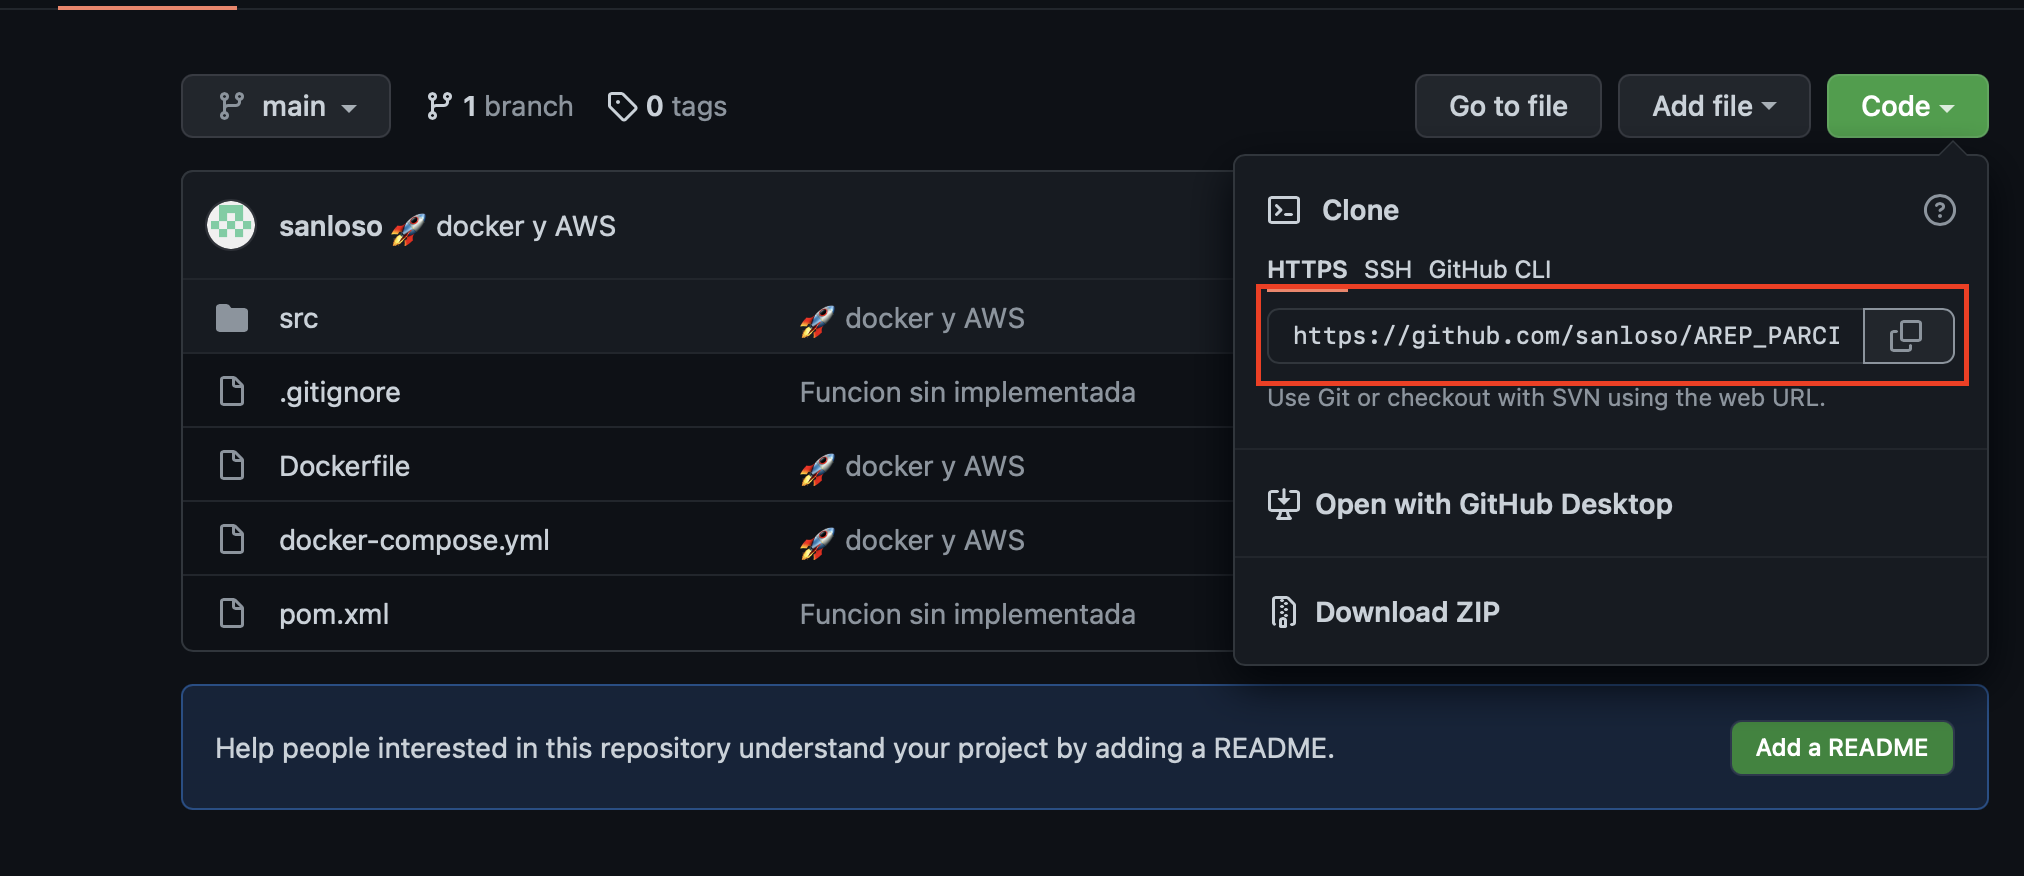 main 1 branch 0 tags Go to file Add file Code
sanloso 🚀 docker y AWS
src 🚀 docker y AWS
.gitignore Funcion sin implementada
Dockerfile 🚀 docker y AWS
docker-compose.yml 🚀 docker y AWS
pom.xml Funcion sin implementada
Clone
HTTPS SSH GitHub CLI
https://github.com/sanloso/AREP_PARCI
Use Git or checkout with SVN using the web URL.
Open with GitHub Desktop
Download ZIP
Help people interested in this repository understand your project by adding a README. Add a README